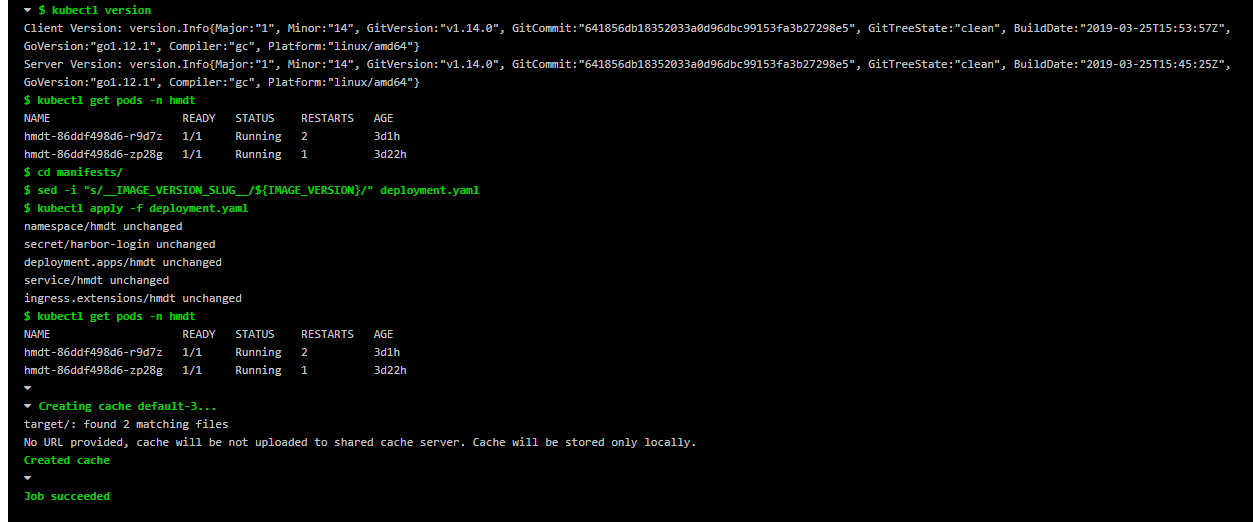 $ kubectl version
Client Version: version.Info{Major:"1", Minor:"14", GitVersion:"v1.14.0", GitCommit:"641856db18352033a0d96dbc99153fa3b27298e5", GitTreeState:"clean", BuildDate:"2019-03-25T15:53:57Z",
GoVersion:"go1.12.1", Compiler:"gc", Platform:"linux/amd64"}
Server Version: version.Info{Major:"1", Minor:"14", GitVersion:"v1.14.0", GitCommit:"641856db18352033a0d96dbc99153fa3b27298e5", GitTreeState:"clean", BuildDate:"2019-03-25T15:45:25Z",
GoVersion:"go1.12.1", Compiler:"gc", Platform:"linux/amd64"}
$ kubectl get pods -n hmdt
NAME READY STATUS RESTARTS AGE
hmdt-86ddf498d6-r9d7z 1/1 Running 2 3d1h
hmdt-86ddf498d6-zp28g 1/1 Running 1 3d22h
$ cd manifests/
$ sed -i "s/__IMAGE_VERSION_SLUG__/${IMAGE_VERSION}/" deployment.yaml
$ kubectl apply -f deployment.yaml
namespace/hmdt unchanged
secret/harbor-login unchanged
deployment.apps/hmdt unchanged
service/hmdt unchanged
ingress.extensions/hmdt unchanged
$ kubectl get pods -n hmdt
NAME READY STATUS RESTARTS AGE
hmdt-86ddf498d6-r9d7z 1/1 Running 2 3d1h
hmdt-86ddf498d6-zp28g 1/1 Running 1 3d22h
Creating cache default-3...
target/: found 2 matching files
No URL provided, cache will be not uploaded to shared cache server. Cache will be stored only locally.
Created cache
Job succeeded